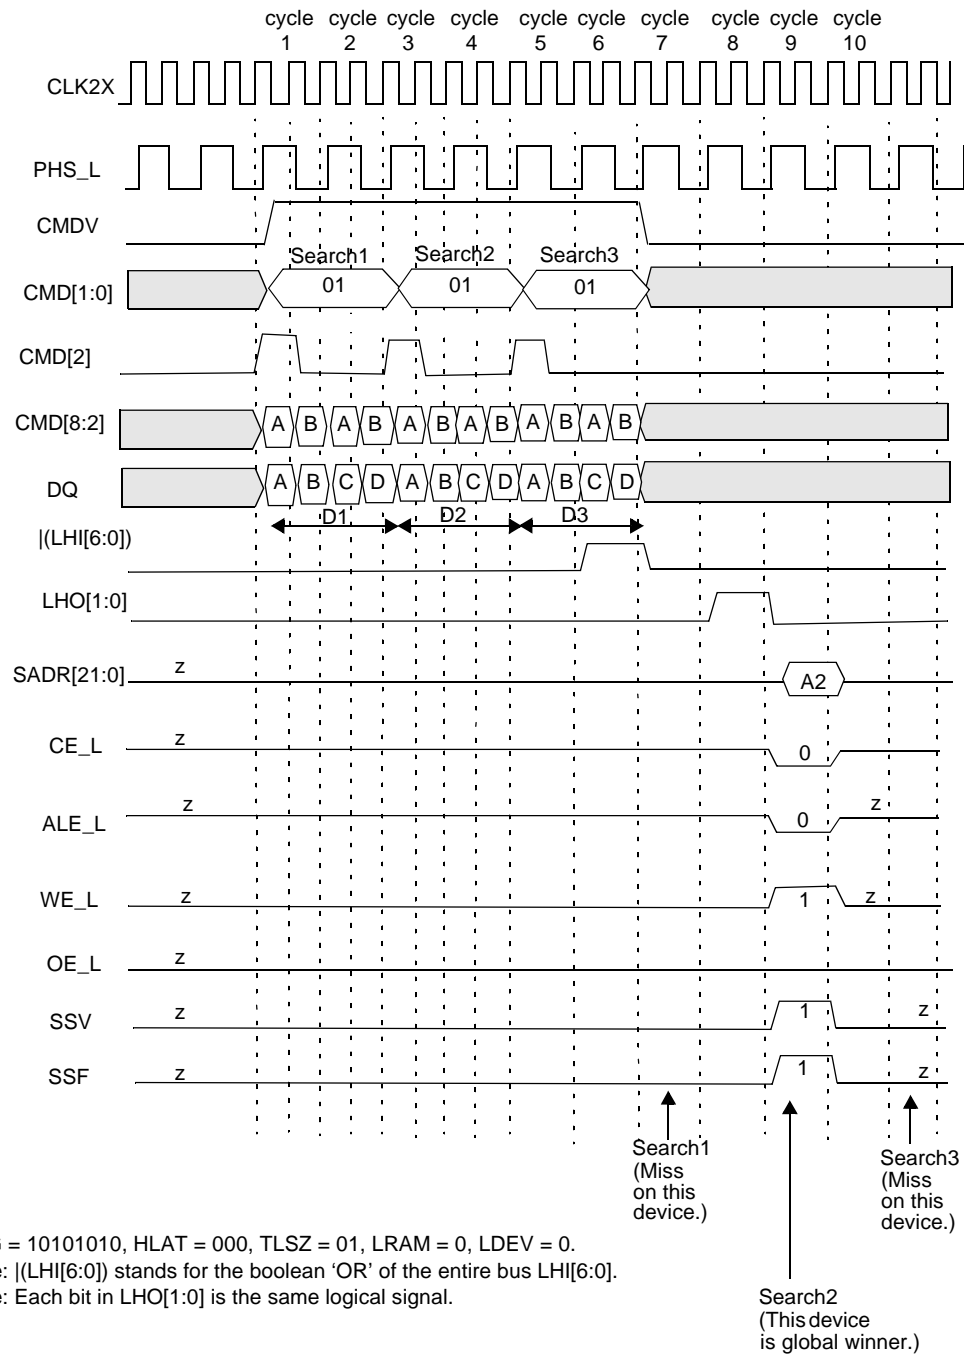 cycle cycle cycle cycle cycle cycle cycle cycle cycle cycle
1 2 3 4 5 6 7 8 9 10
CLK2X
PHS_L
CMDV
Search1 Search2 Search3
CMD[1:0] 01 01 01
CMD[2]
CMD[8:2] A B A B A B A B A B A B
DQ A B C D A B C D A B C D
D1 D2 D3
|(LHI[6:0])
LHO[1:0]
SADR[21:0] z A2
CE_L z 0
ALE_L z 0 z
WE_L z 1 z
OE_L z
SSV z 1 z
SSF z 1 z
Search1
(Miss
on this
device.)
Search3
(Miss
on this
device.)
= 10101010, HLAT = 000, TLSZ = 01, LRAM = 0, LDEV = 0.
: |(LHI[6:0]) stands for the boolean ‘OR’ of the entire bus LHI[6:0].
: Each bit in LHO[1:0] is the same logical signal.
Search2
(This device
is global winner.)